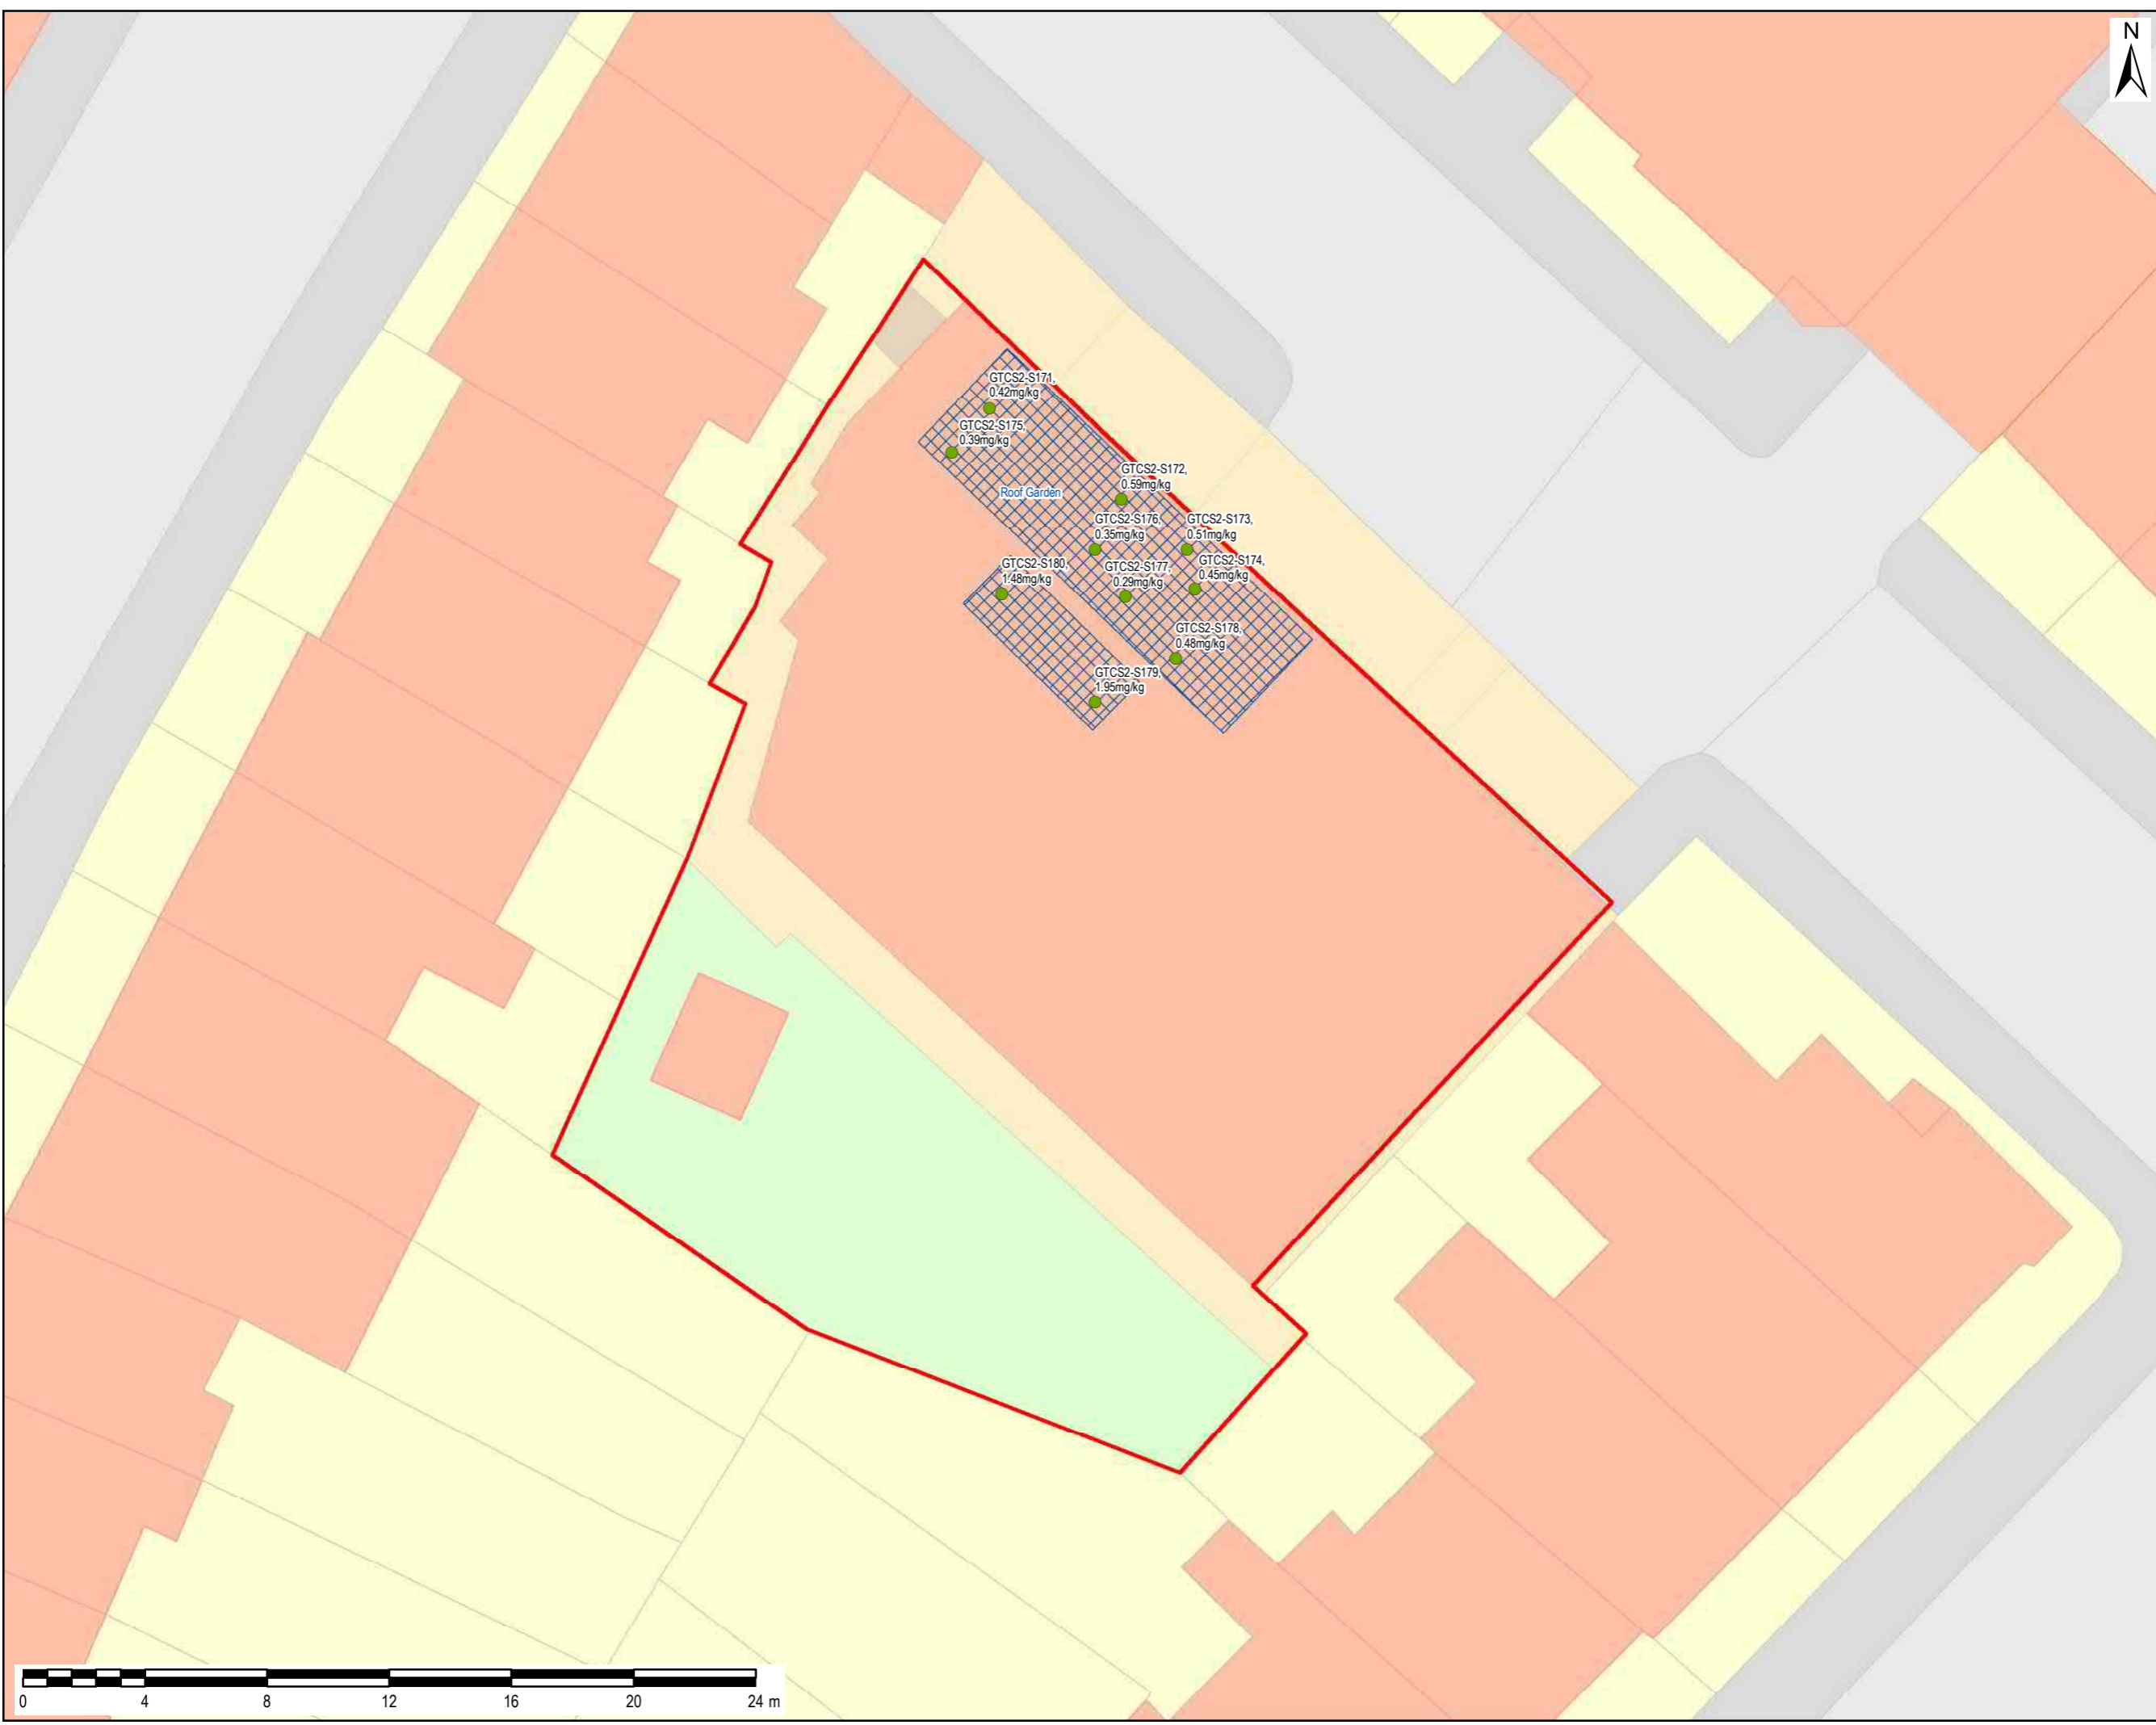 N
GTCS2-S171,
0.42mg/kg
GTCS2-S175,
0.39mg/kg
GTCS2-S172,
0.59mg/kg
Roof Garden
GTCS2-S176,
0.35mg/kg
GTCS2-S173,
0.51mg/kg
GTCS2-S180,
1.48mg/kg
GTCS2-S177,
0.29mg/kg
GTCS2-S174,
0.45mg/kg
GTCS2-S178,
0.48mg/kg
GTCS2-S179,
1.95mg/kg
0 4 8 12 16 20 24 m